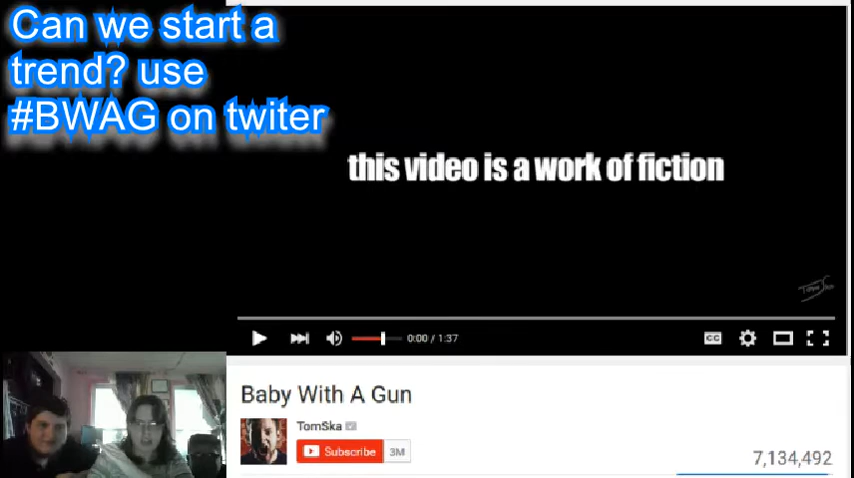 Can we start a
trend? use
#BWAG on twiter
this video is a work of fiction
0:00 / 1:37
CC
Baby With A Gun
TomSka
Subscribe 3M
7,134,492